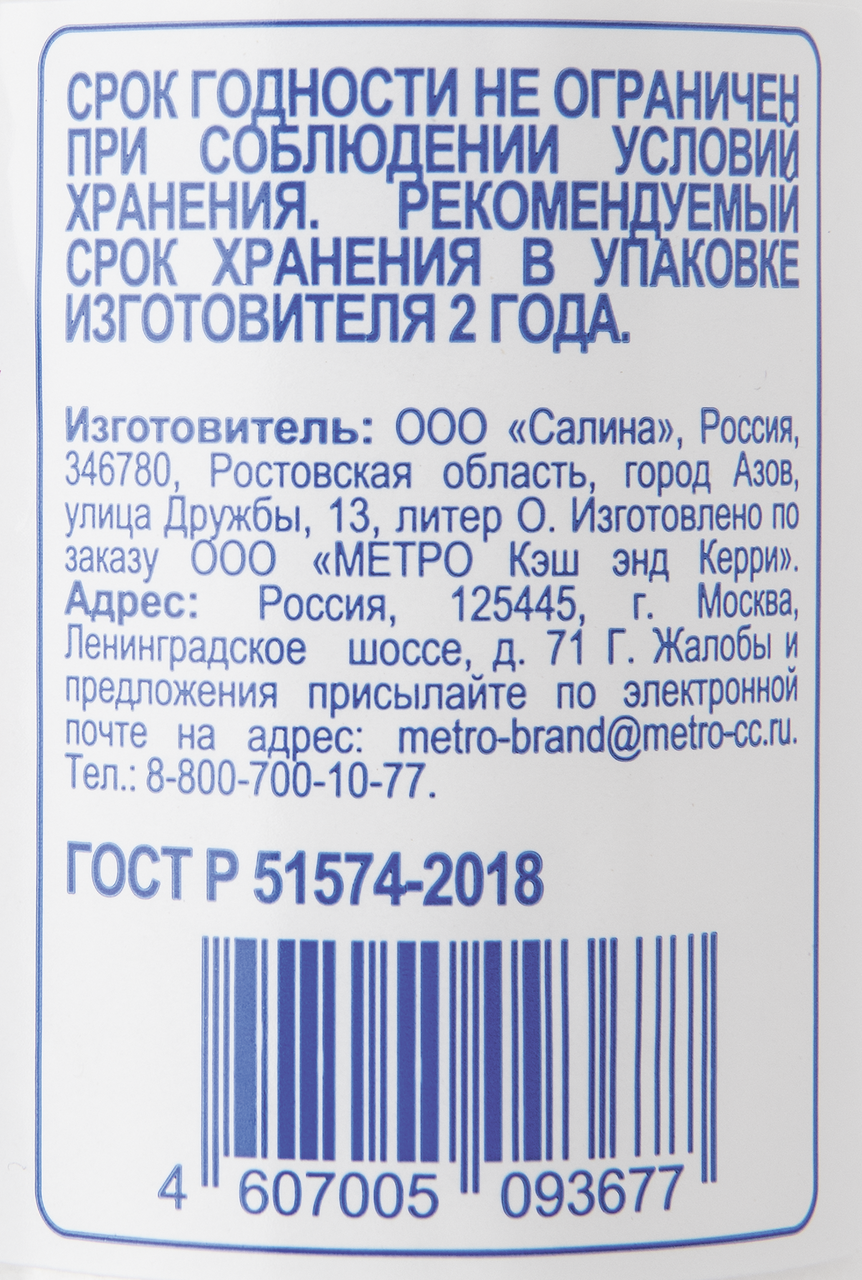 СРОК ГОДНОСТИ НЕ ОГРАНИЧЕН
ПРИ СОБЛЮДЕНИИ УСЛОВИЙ
ХРАНЕНИЯ. РЕКОМЕНДУЕМЫЙ
СРОК ХРАНЕНИЯ В УПАКОВКЕ
ИЗГОТОВИТЕЛЯ 2 ГОДА.
Изготовитель: ООО «Салина», Россия,
346780, Ростовская область, город Азов,
улица Дружбы, 13, литер О. Изготовлено по
заказу ООО «МЕТРО Кэш энд Керри».
Адрес: Россия, 125445, г. Москва,
Ленинградское шоссе, д. 71 Г. Жалобы и
предложения присылайте по электронной
почте на адрес: metro-brand@metro-cc.ru.
Тел.: 8-800-700-10-77.
ГОСТ Р 51574-2018
4 607005 093677